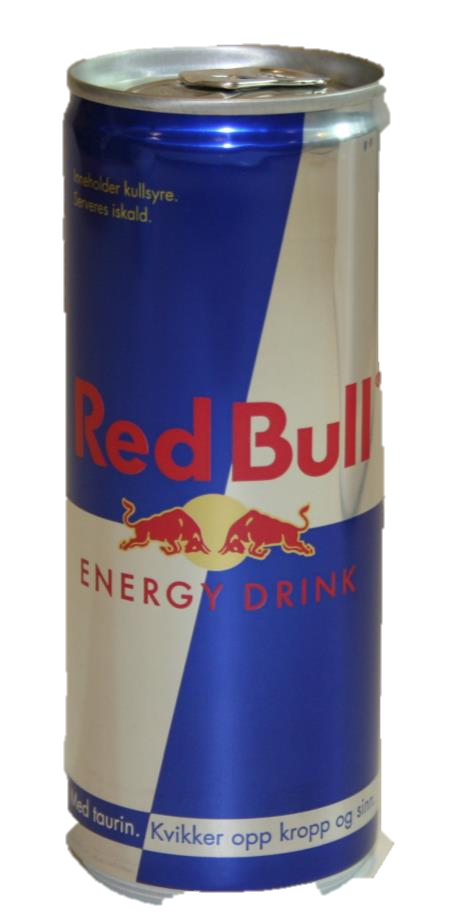 Inneholder kullsyre.
Serveres iskald.
Red Bull
ENERGY DRINK
Med taurin. Kvikker opp kropp og sinn.